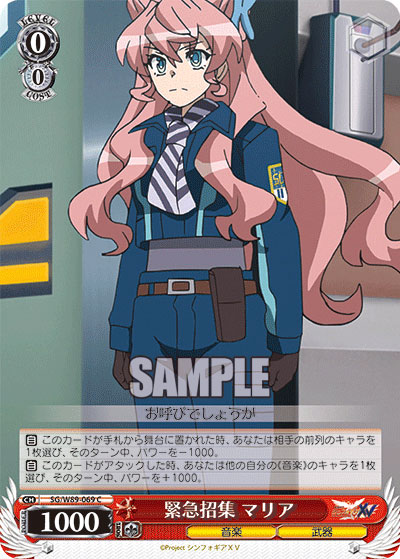 LEVEL
0
0
COST
SAMPLE
お呼びでしょうか
自 このカードが手札から舞台に置かれた時、あなたは相手の前列のキャラを
1枚選び、そのターン中、パワーを－1000。
自 このカードがアタックした時、あなたは他の自分の《音楽》のキャラを1枚
選び、そのターン中、パワーを＋1000。
CH SG/W89-069 C
1000
緊急招集 マリア
XV
音楽 武器
©Project シンフォギアXV